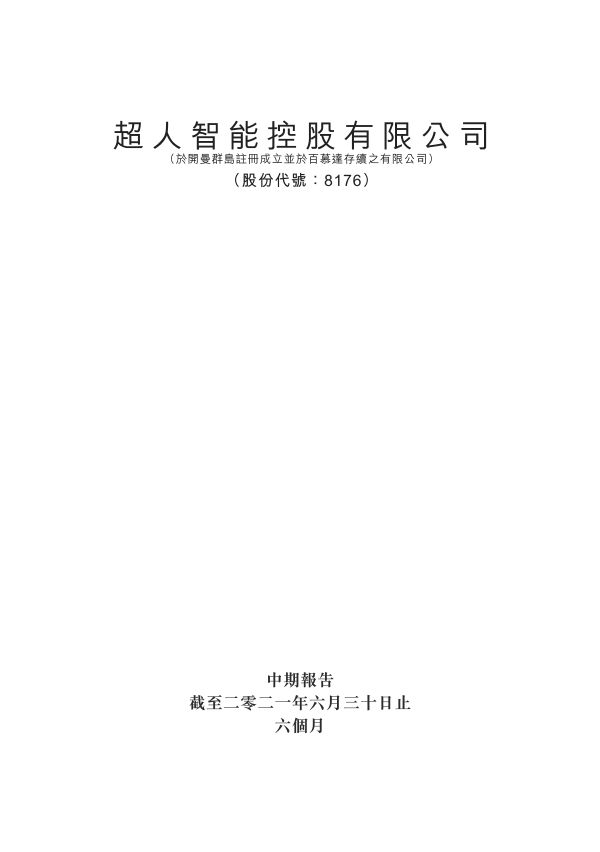 超人智能控股有限公司
（於開曼群島註冊成立並於百慕達存續之有限公司）
（股份代號：8176）
中期報告
截至二零二一年六月三十日止
六個月